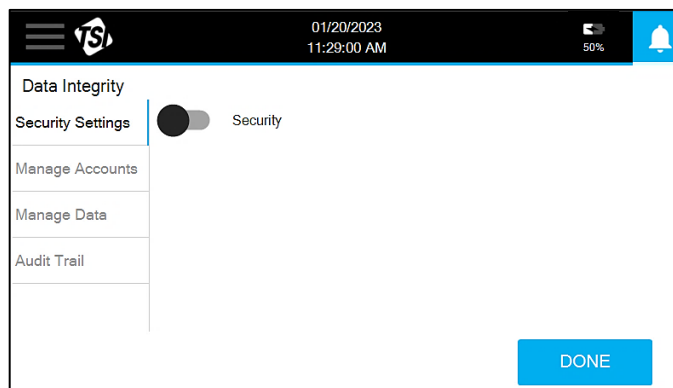 TSI
01/20/2023
11:29:00 AM
50%
Data Integrity
Security Settings
Security
Manage Accounts
Manage Data
Audit Trail
DONE